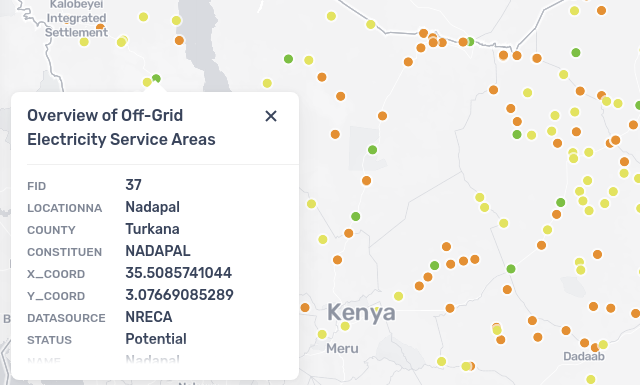 Kalobeyei
Integrated
Settlement
Overview of Off-Grid
Electricity Service Areas
FID 37
LOCATIONNA Nadapal
COUNTY Turkana
CONSTITUEN NADAPAL
X_COORD 35.5085741044
Y_COORD 3.07669085289
DATASOURCE NRECA
STATUS Potential
NAME Nadapal
Kenya
Meru
Dadaab